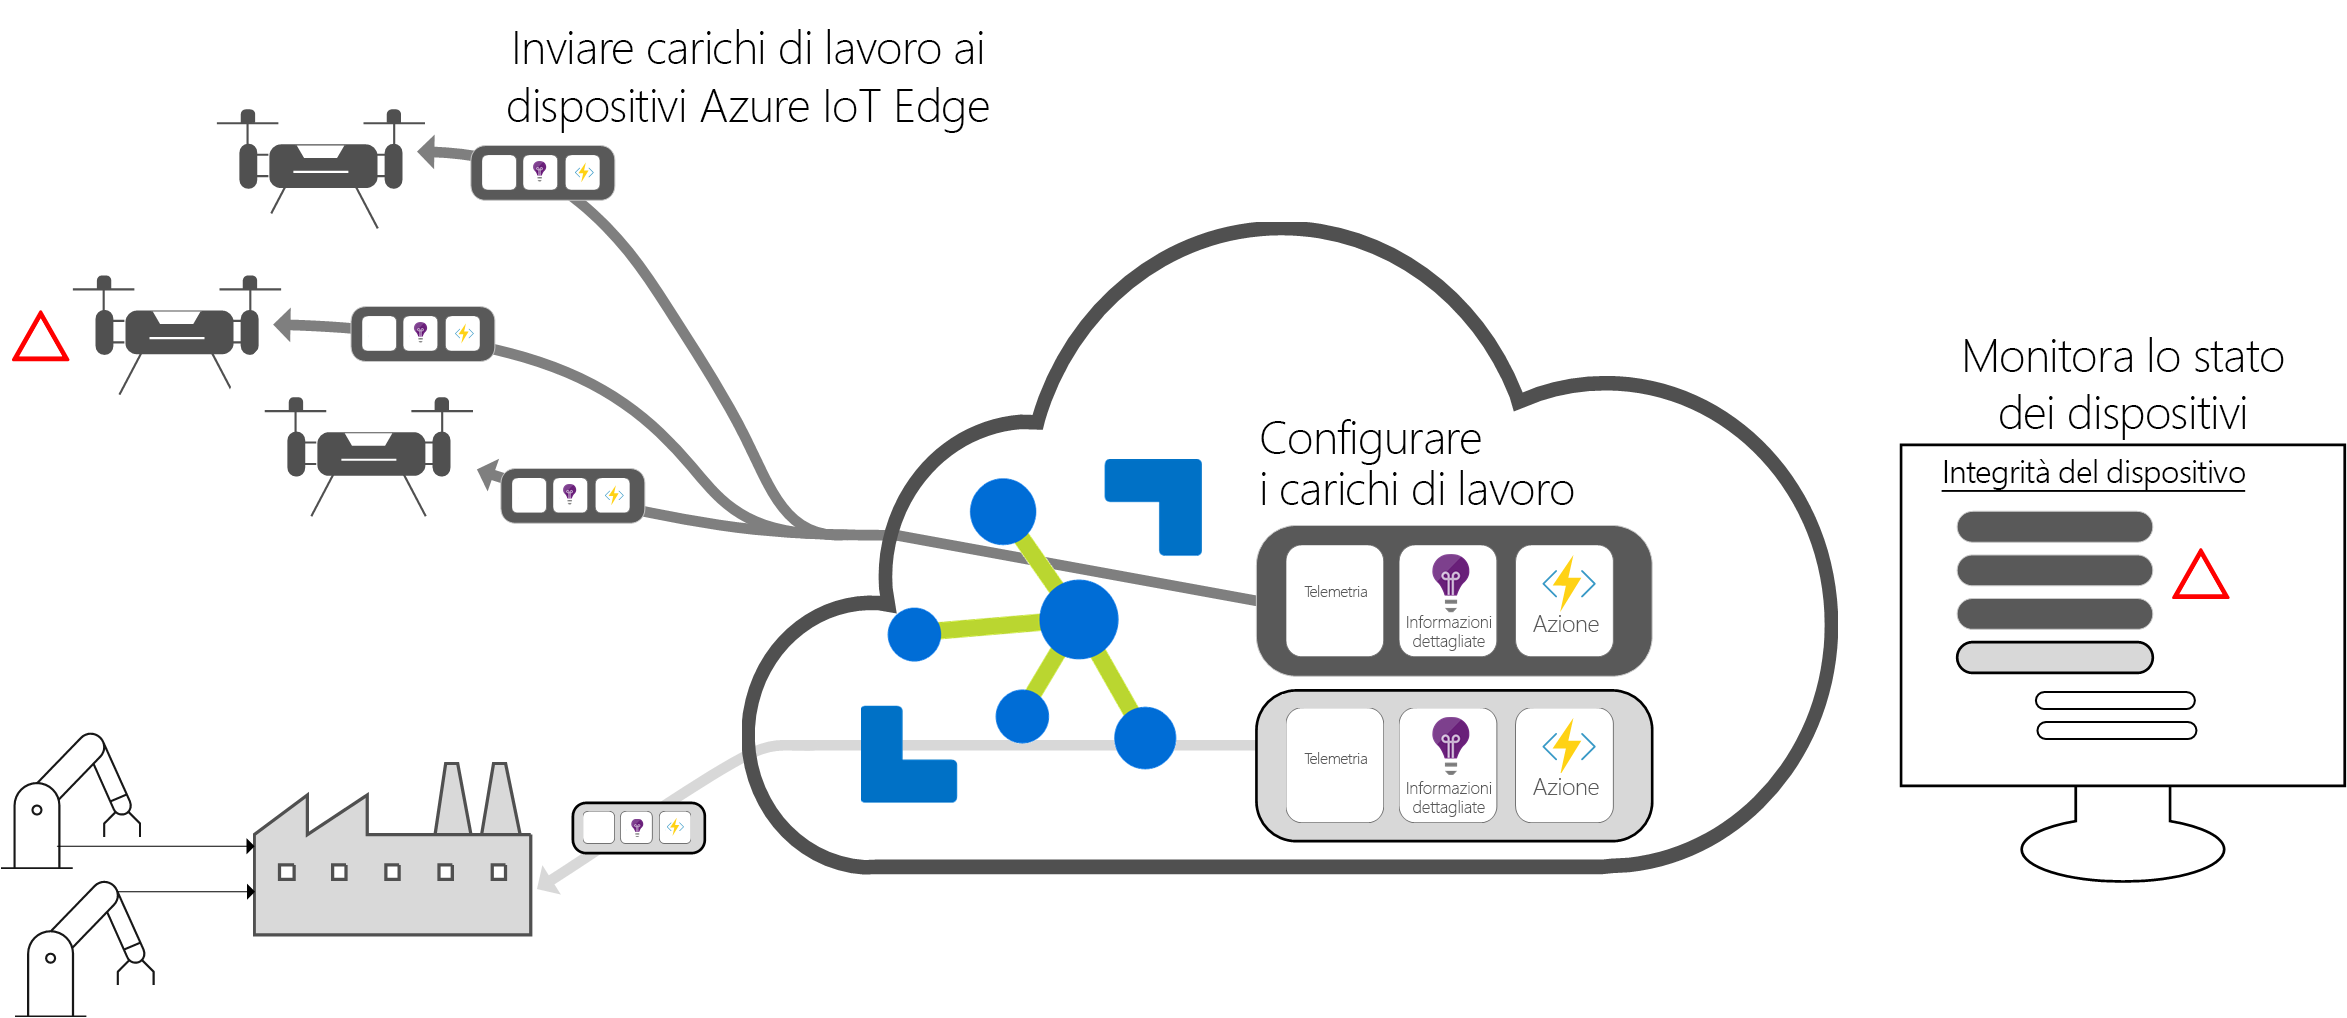 Inviare carichi di lavoro ai
dispositivi Azure IoT Edge
Configurare
i carichi di lavoro
Telemetria
Informazioni
dettagliate
Azione
Telemetria
Informazioni
dettagliate
Azione
Monitora lo stato
dei dispositivi
Integrità del dispositivo